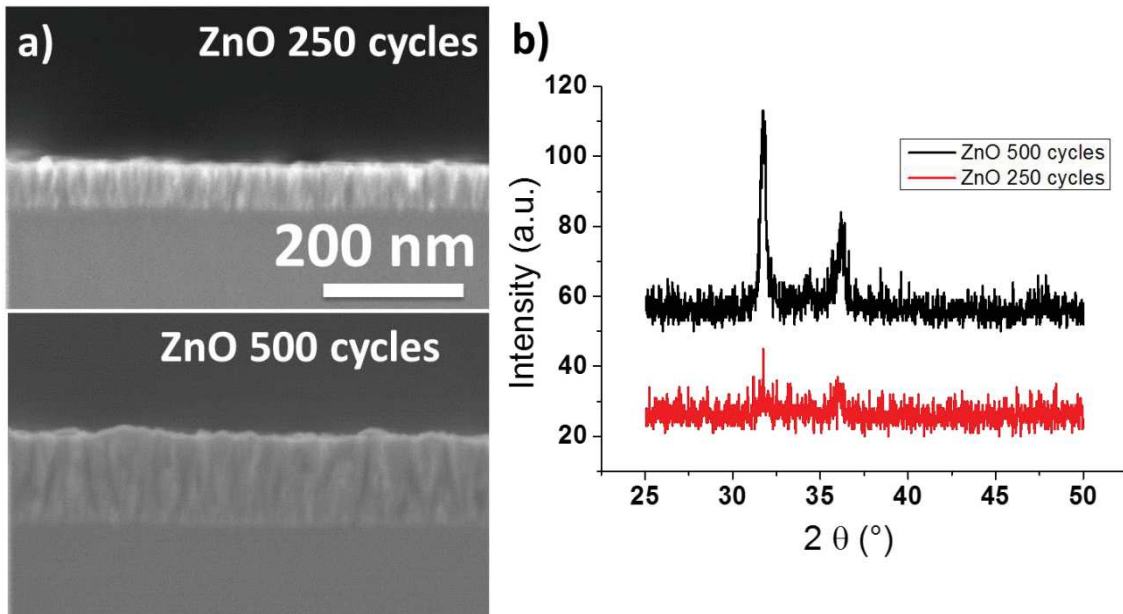 a)
ZnO 250 cycles
200 nm
ZnO 500 cycles
b)
Intensity (a.u.)
120
100
80
60
40
20
ZnO 500 cycles
ZnO 250 cycles
25 30 35 40 45 50
2 θ (°)